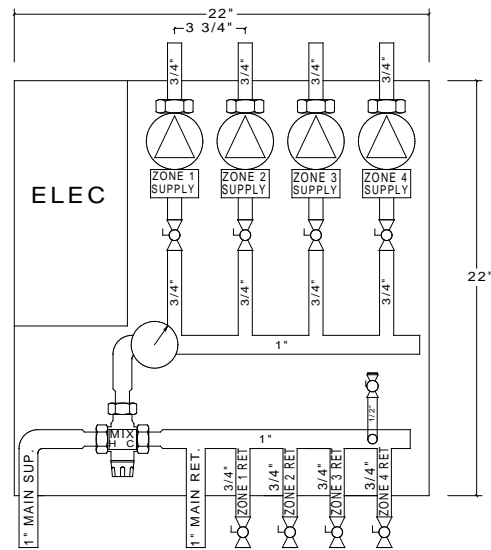 22"
3 3/4"
3/4" 3/4" 3/4" 3/4"
ELEC
ZONE 1 SUPPLY
ZONE 2 SUPPLY
ZONE 3 SUPPLY
ZONE 4 SUPPLY
22"
3/4" 3/4" 3/4" 3/4"
1"
1/2"
MIX
H C
1"
1" MAIN SUP.
1" MAIN RET.
3/4" ZONE 1 RET
3/4" ZONE 2 RET
3/4" ZONE 3 RET
3/4" ZONE 4 RET